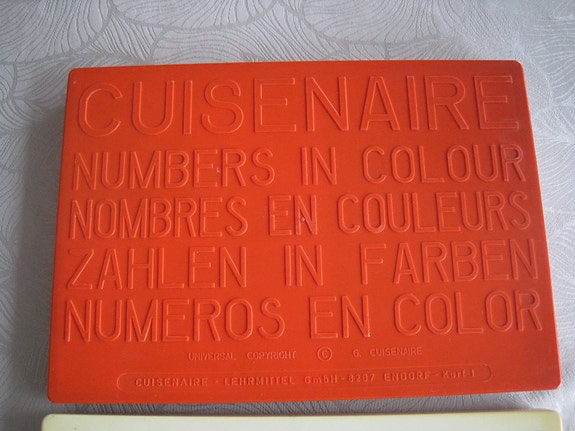 CUISENAIRE
NUMBERS IN COLOUR
NOMBRES EN COULEURS
ZAHLEN IN FARBEN
NUMEROS EN COLOR
UNIVERSAL COPYRIGHT © G. CUISENAIRE
CUISENAIRE - LEHRMITTEL GmbH - 8207 ENDORF - Kurf 1